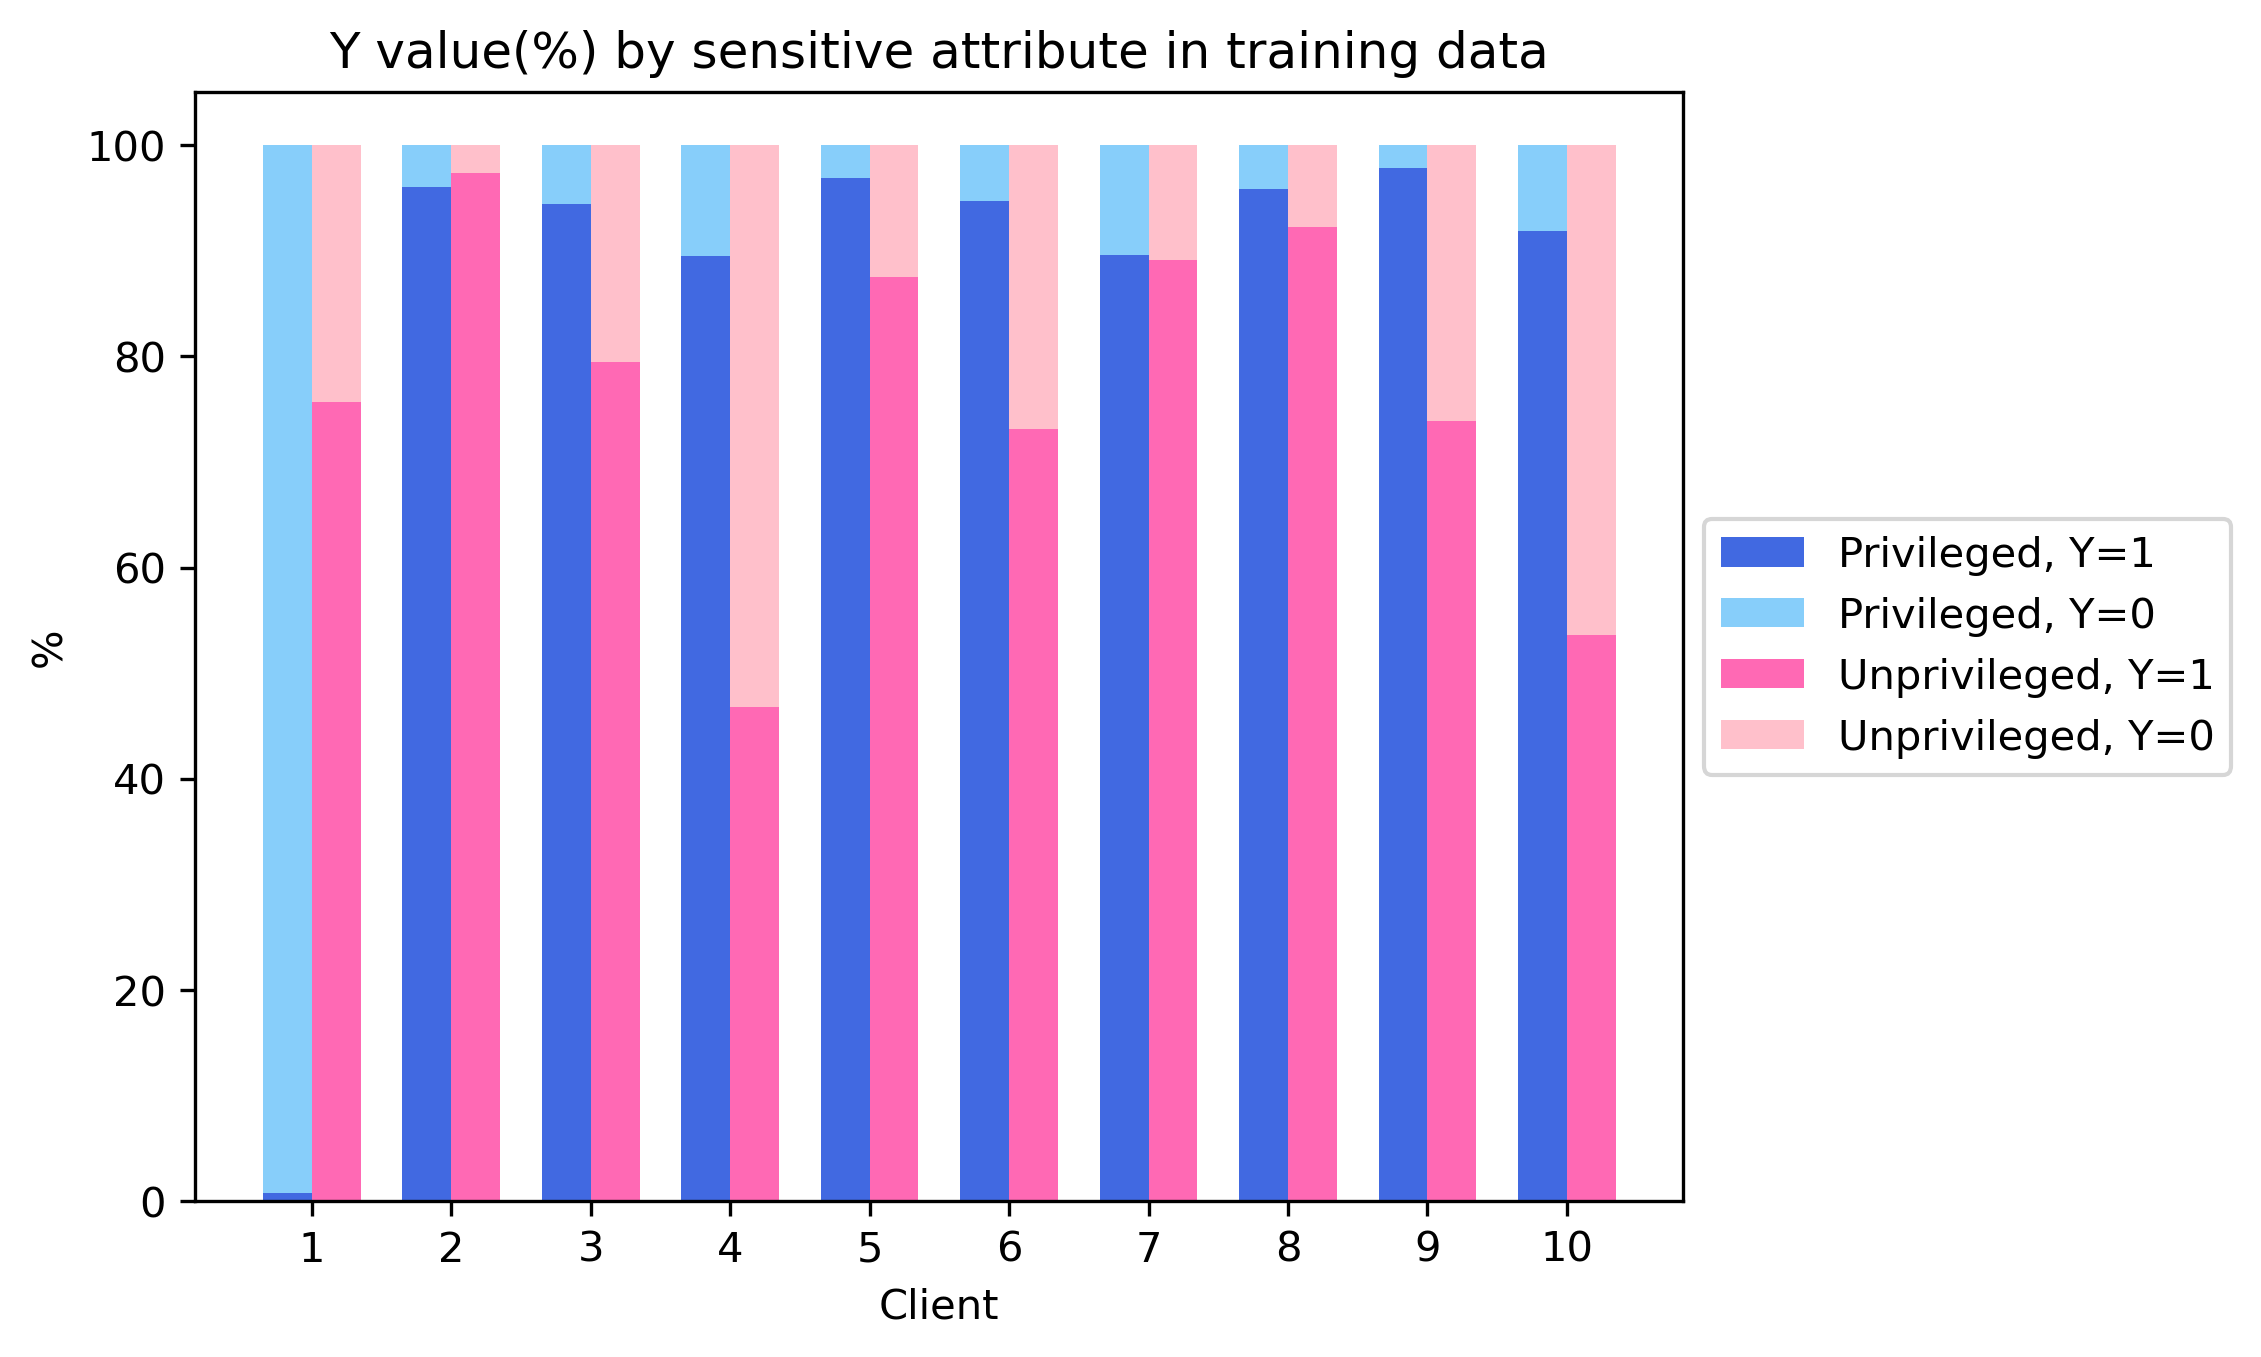 Y value(%) by sensitive attribute in training data
100
80
60
40
20
0
%
1 2 3 4 5 6 7 8 9 10
Client
Privileged, Y=1
Privileged, Y=0
Unprivileged, Y=1
Unprivileged, Y=0